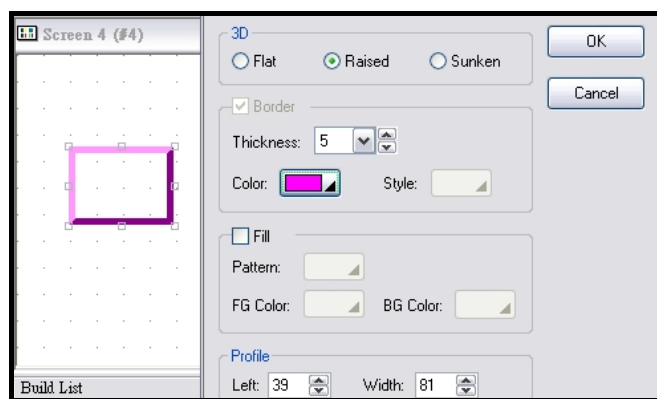 Screen 4 (#4)
3D
Flat Raised Sunken
OK
Cancel
Border
Thickness: 5
Color: Style:
Fill
Pattern:
FG Color: BG Color:
Profile
Left: 39 Width: 81
Build List